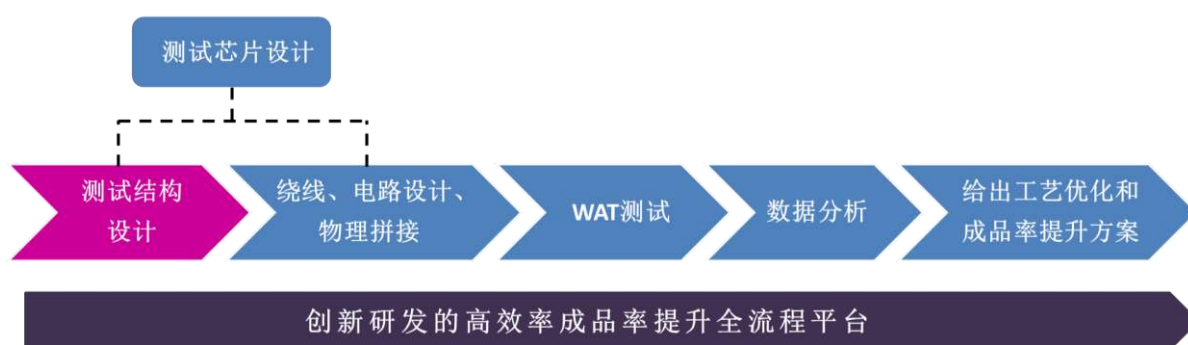 测试芯片设计
测试结构
设计
绕线、电路设计、
物理拼接
WAT测试
数据分析
给出工艺优化和
成品率提升方案
创新研发的高效率成品率提升全流程平台